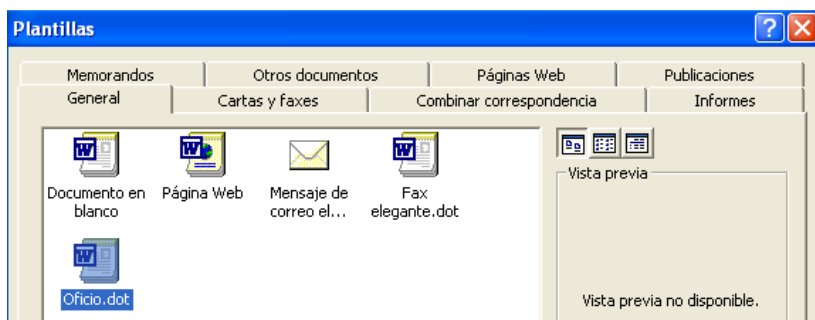 Plantillas
Memorandos Otros documentos Páginas Web Publicaciones
General Cartas y faxes Combinar correspondencia Informes
Documento en blanco
Página Web
Mensaje de correo el...
Fax elegante.dot
Vista previa
Oficio.dot
Vista previa no disponible.